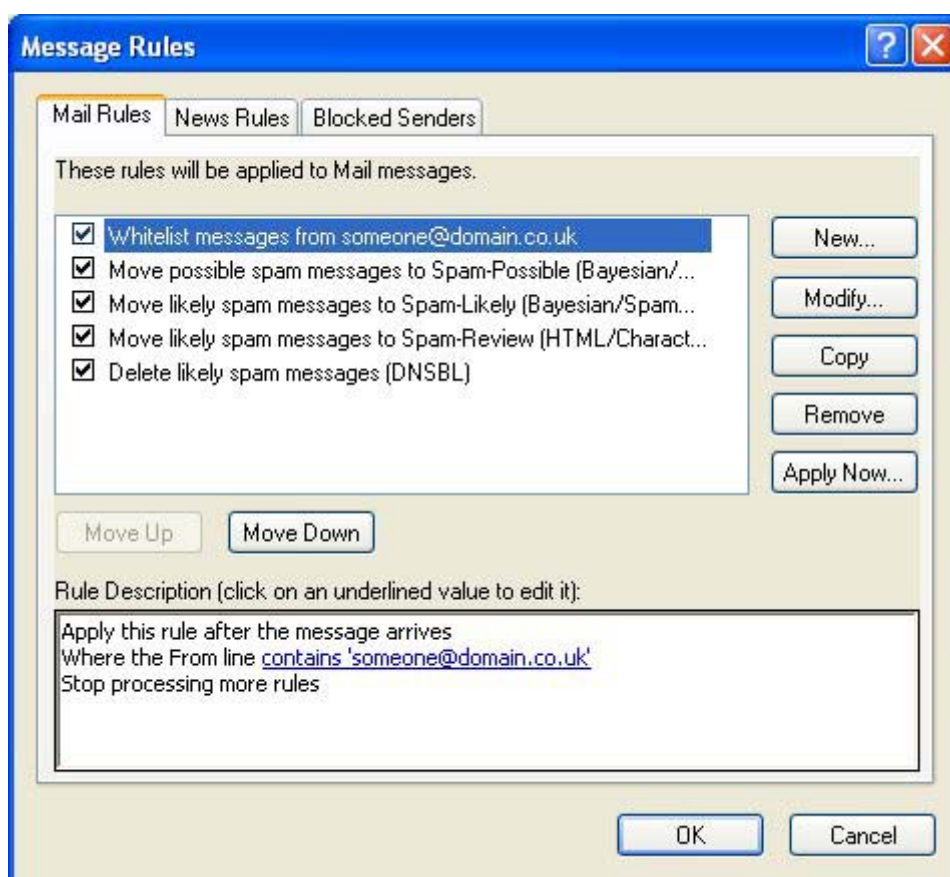 Message Rules
Mail Rules
News Rules
Blocked Senders
These rules will be applied to Mail messages.
Whitelist messages from someone@domain.co.uk
Move possible spam messages to Spam-Possible (Bayesian/...
Move likely spam messages to Spam-Likely (Bayesian/Spam...
Move likely spam messages to Spam-Review (HTML/Charact...
Delete likely spam messages (DNSBL)
New...
Modify...
Copy
Remove
Apply Now...
Move Up
Move Down
Rule Description (click on an underlined value to edit it):
Apply this rule after the message arrives
Where the From line contains 'someone@domain.co.uk'
Stop processing more rules
OK
Cancel